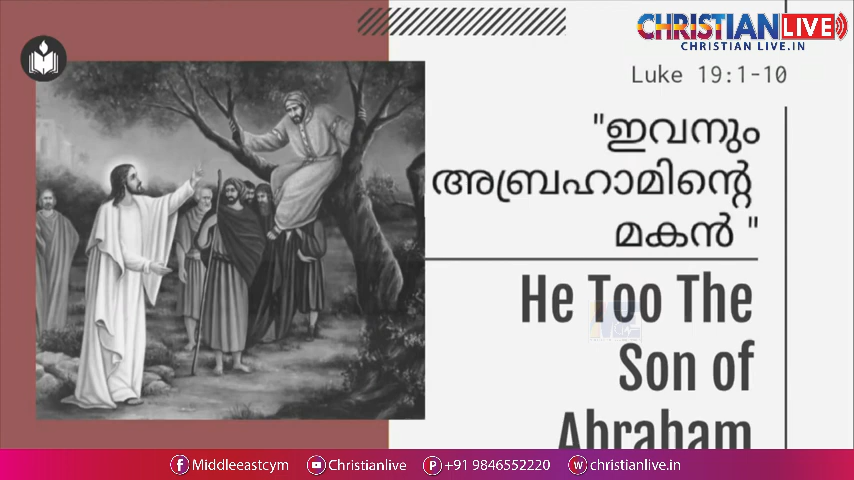 CHRISTIAN LIVE
CHRISTIAN LIVE.IN
Luke 19:1-10
"ഇവനും
അബ്രഹാമിന്റെ
മകൻ "
He Too The
Son of
Abraham
Middleeastcym Christianlive +91 9846552220 christianlive.in